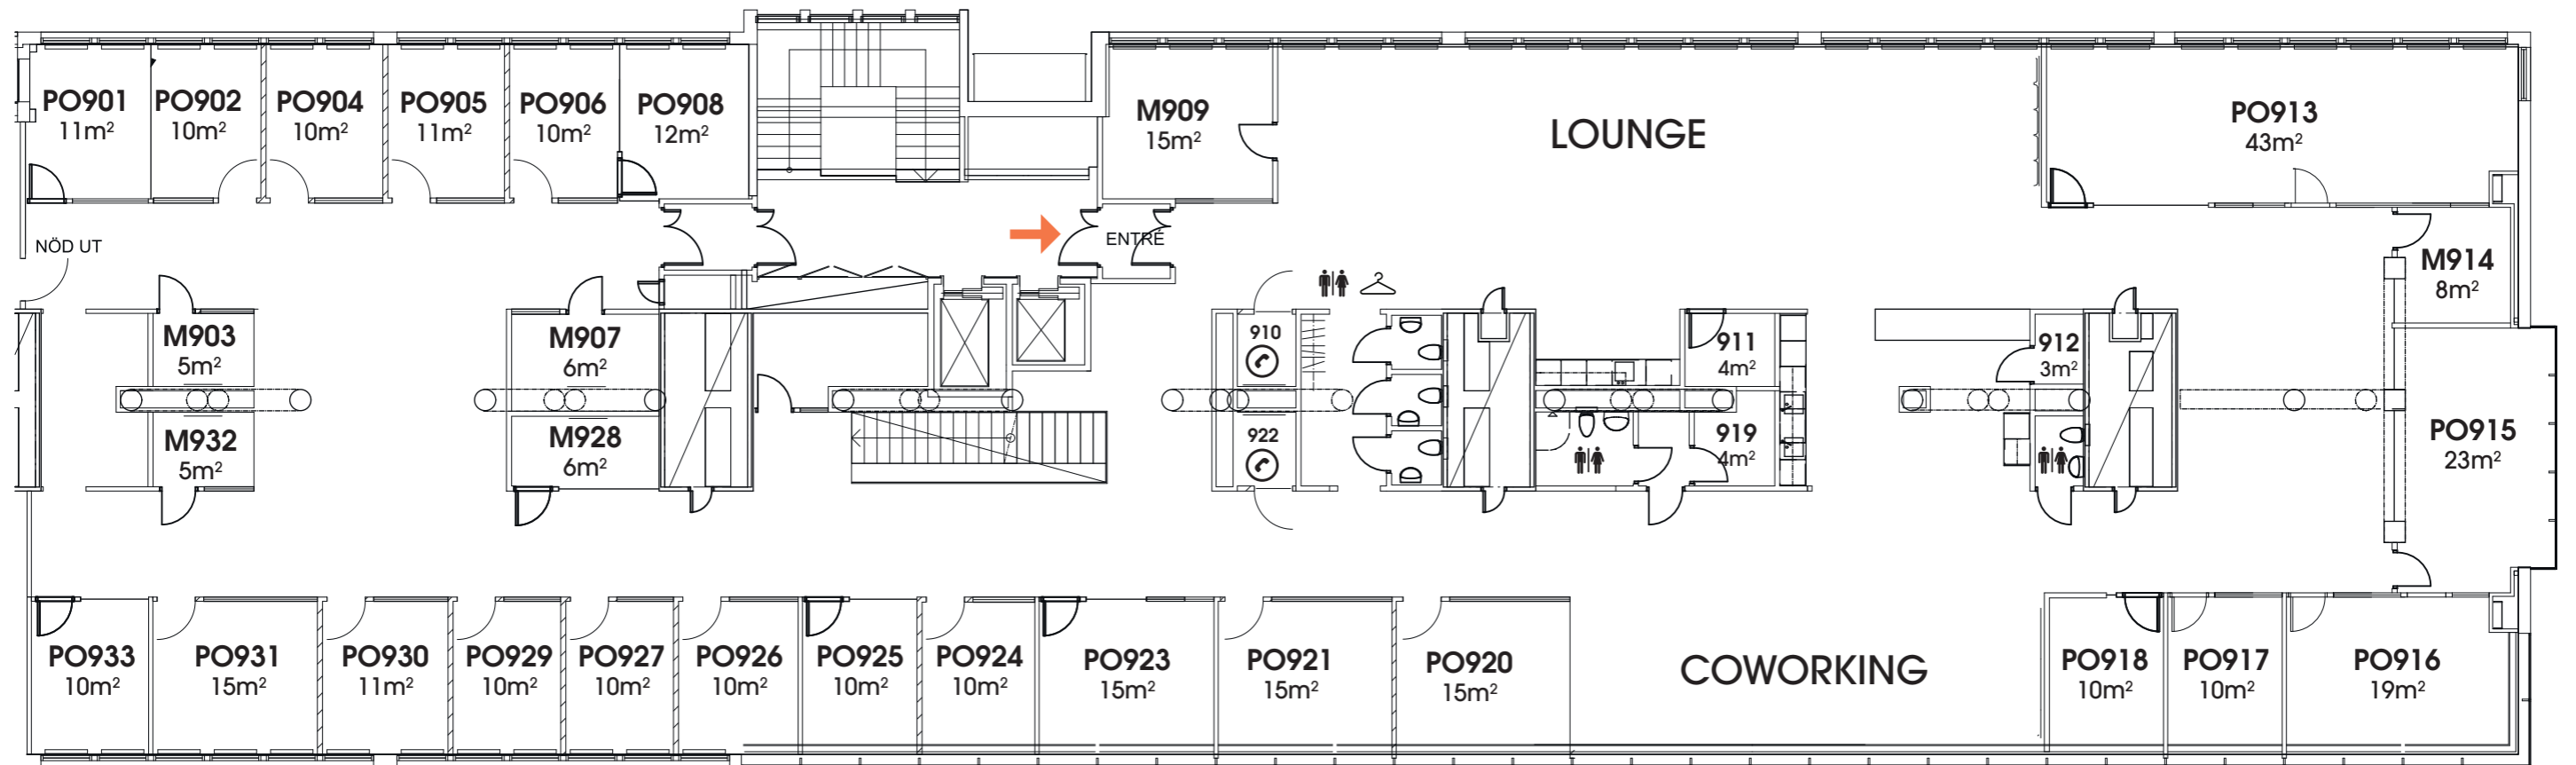 PO901
11m²
PO902
10m²
PO904
10m²
PO905
11m²
PO906
10m²
PO908
12m²
M909
15m²
LOUNGE
PO913
43m²
NÖD UT
ENTRÉ
M914
8m²
M903
5m²
M907
6m²
910
911
4m²
912
3m²
M932
5m²
M928
6m²
922
919
4m²
PO915
23m²
PO933
10m²
PO931
15m²
PO930
11m²
PO929
10m²
PO927
10m²
PO926
10m²
PO925
10m²
PO924
10m²
PO923
15m²
PO921
15m²
PO920
15m²
COWORKING
PO918
10m²
PO917
10m²
PO916
19m²